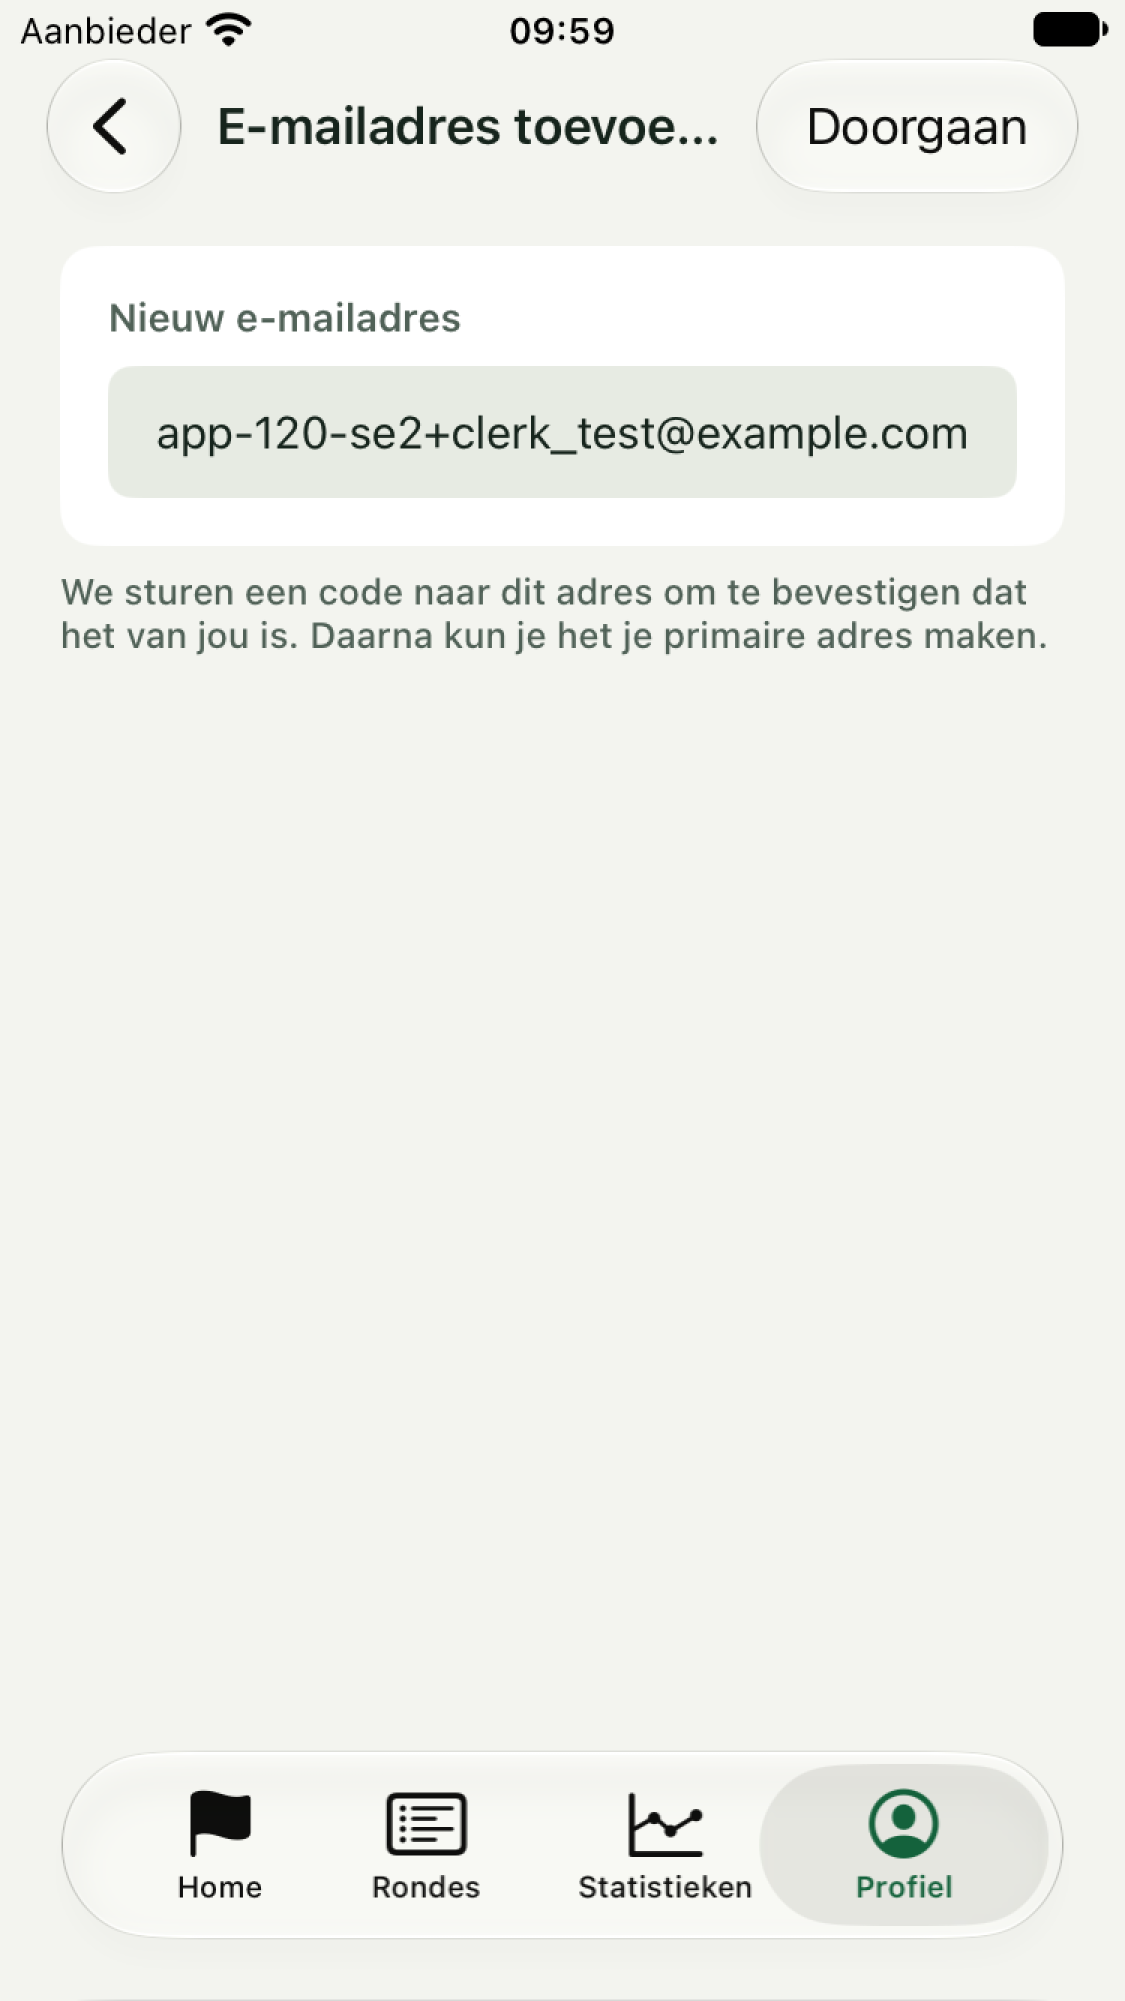 Aanbieder
09:59
E-mailadres toevoe...
Doorgaan
Nieuw e-mailadres
app-120-se2+clerk_test@example.com
We sturen een code naar dit adres om te bevestigen dat
het van jou is. Daarna kun je het je primaire adres maken.
Home
Rondes
Statistieken
Profiel